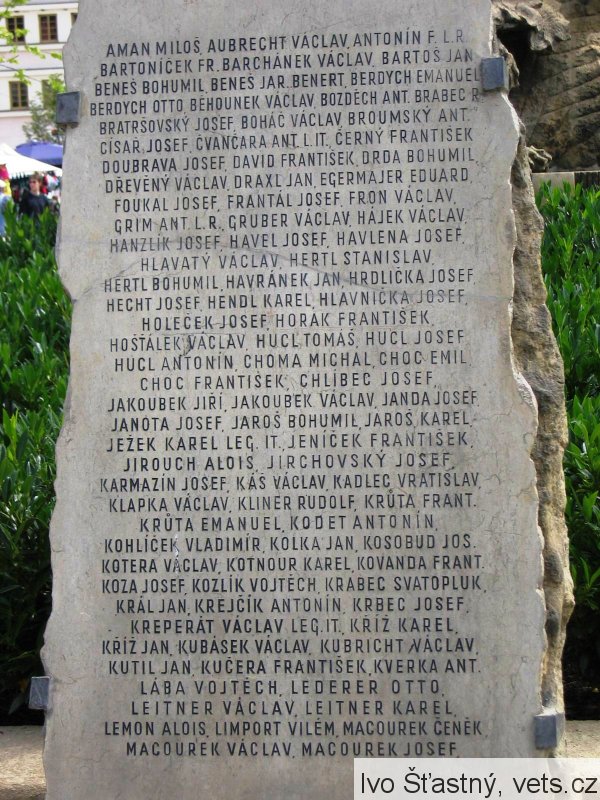 AMAN MILOŠ, AUBRECHT VÁCLAV, ANTONÍN F. L.R.
BARTONÍČEK FR., BARCHÁNEK VÁCLAV, BARTOŠ JAN
BENEŠ BOHUMIL, BENEŠ JAR., BENERT, BERDYCH EMANUEL
BERDYCH OTTO, BĚHOUNEK VÁCLAV, BOZDĚCH ANT., BRABEC R.
BRATRŠOVSKÝ JOSEF, BOHÁČ VÁCLAV, BROUMSKÝ ANT.
CÍSAŘ JOSEF, ČVANČARA ANT. L.IT., ČERNÝ FRANTIŠEK
DOUBRAVA JOSEF, DAVID FRANTIŠEK, DRDA BOHUMIL,
DŘEVĚNÝ VÁCLAV, DRAXL JAN, EGERMAJER EDUARD,
FOUKAL JOSEF, FRANTÁL JOSEF, FRON VÁCLAV,
GRIM ANT. L.R., GRUBER VÁCLAV, HÁJEK VÁCLAV,
HANZLÍK JOSEF, HAVEL JOSEF, HAVLENA JOSEF,
HLAVATÝ VÁCLAV, HERTL STANISLAV,
HERTL BOHUMIL, HAVRÁNEK JAN, HRDLIČKA JOSEF,
HECHT JOSEF, HENDL KAREL, HLAVNIČKA JOSEF,
HOLEČEK JOSEF, HORÁK FRANTIŠEK,
HOŠŤÁLEK VÁCLAV, HUCL TOMÁŠ, HUCL JOSEF,
HUCL ANTONÍN, CHOMA MICHAL, CHOC EMIL,
CHOC FRANTIŠEK, CHLÍBEC JOSEF,
JAKOUBEK JIŘÍ, JAKOUBEK VÁCLAV, JANDA JOSEF,
JANOTA JOSEF, JAROŠ BOHUMIL, JAROŠ KAREL,
JEŽEK KAREL LEG. IT., JENÍČEK FRANTIŠEK,
JIROUCH ALOIS, JIRCHOVSKÝ JOSEF,
KARMAZÍN JOSEF, KÁS VÁCLAV, KADLEC VRATISLAV,
KLAPKA VÁCLAV, KLINER RUDOLF, KRŮTA FRANT.
KRŮTA EMANUEL, KODET ANTONÍN,
KOHLÍČEK VLADIMÍR, KOLKA JAN, KOSOBUD JOS.
KOTERA VÁCLAV, KOTNOUR KAREL, KOVANDA FRANT.
KOZA JOSEF, KOZLÍK VOJTĚCH, KRABEC SVATOPLUK,
KRÁL JAN, KREJČÍK ANTONÍN, KRBEC JOSEF,
KREPERÁT VÁCLAV LEG. IT., KŘÍŽ KAREL,
KŘÍŽ JAN, KUBÁSEK VÁCLAV, KUBRICHT VÁCLAV,
KUTIL JAN, KUČERA FRANTIŠEK, KVERKA ANT.
LÁBA VOJTĚCH, LEDERER OTTO,
LEITNER VÁCLAV, LEITNER KAREL,
LEMON ALOIS, LIMPORT VILÉM, MACOUREK ČENĚK,
MACOUREK VÁCLAV, MACOUREK JOSEF,
Ivo Šťastný, vets.cz